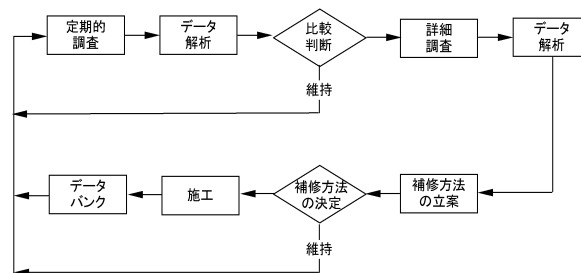 定期的
調査
データ
解析
比較
判断
詳細
調査
データ
解析
維持
補修方法
の立案
補修方法
の決定
施工
データ
バンク
維持